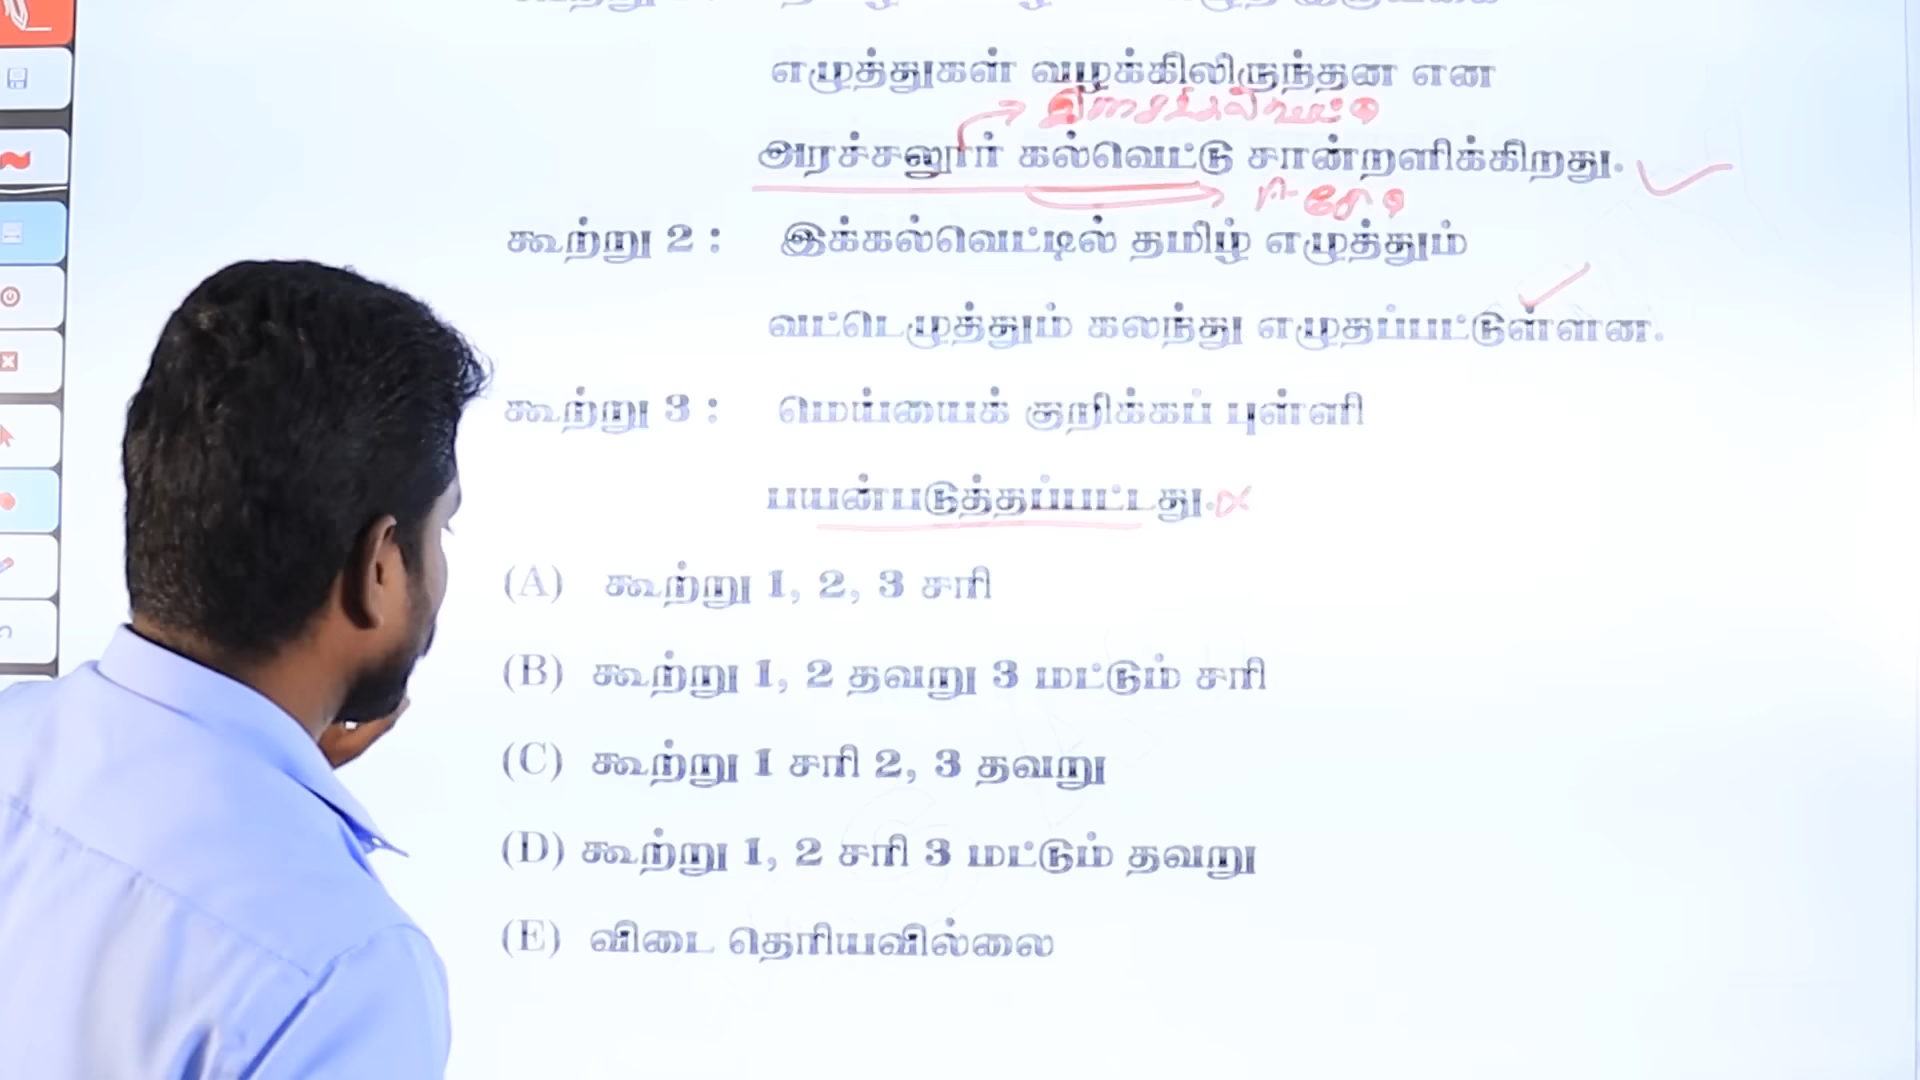 எழுத்துகள் வழக்கிலிருந்தன என
இசைக்கல்வெட்டு
அரச்சலூர் கல்வெட்டு சான்றளிக்கிறது.
கூற்று 2 : இக்கல்வெட்டில் தமிழ் எழுத்தும்
வட்டெழுத்தும் கலந்து எழுதப்பட்டுள்ளன.
கூற்று 3 : மெய்யைக் குறிக்கப் புள்ளி
பயன்படுத்தப்பட்டது.
(A) கூற்று 1, 2, 3 சரி
(B) கூற்று 1, 2 தவறு 3 மட்டும் சரி
(C) கூற்று 1 சரி 2, 3 தவறு
(D) கூற்று 1, 2 சரி 3 மட்டும் தவறு
(E) விடை தெரியவில்லை